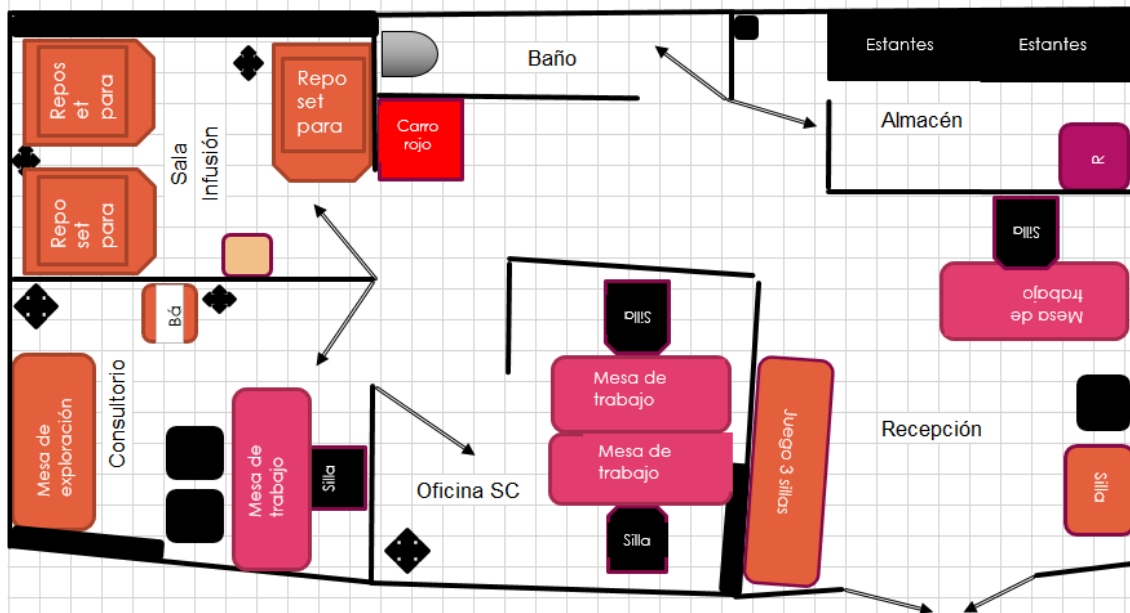 Repos
et
para
Repo
set
para
Sala
Infusión
Repo
set
para
Carro
rojo
Baño
Estantes
Estantes
Almacén
R
Silla
Mesa de
trabajo
Bá
Consultorio
Mesa de
exploración
Mesa de
trabajo
Silla
Oficina SC
Silla
Mesa de
trabajo
Mesa de
trabajo
Silla
Juego 3 sillas
Recepción
Silla